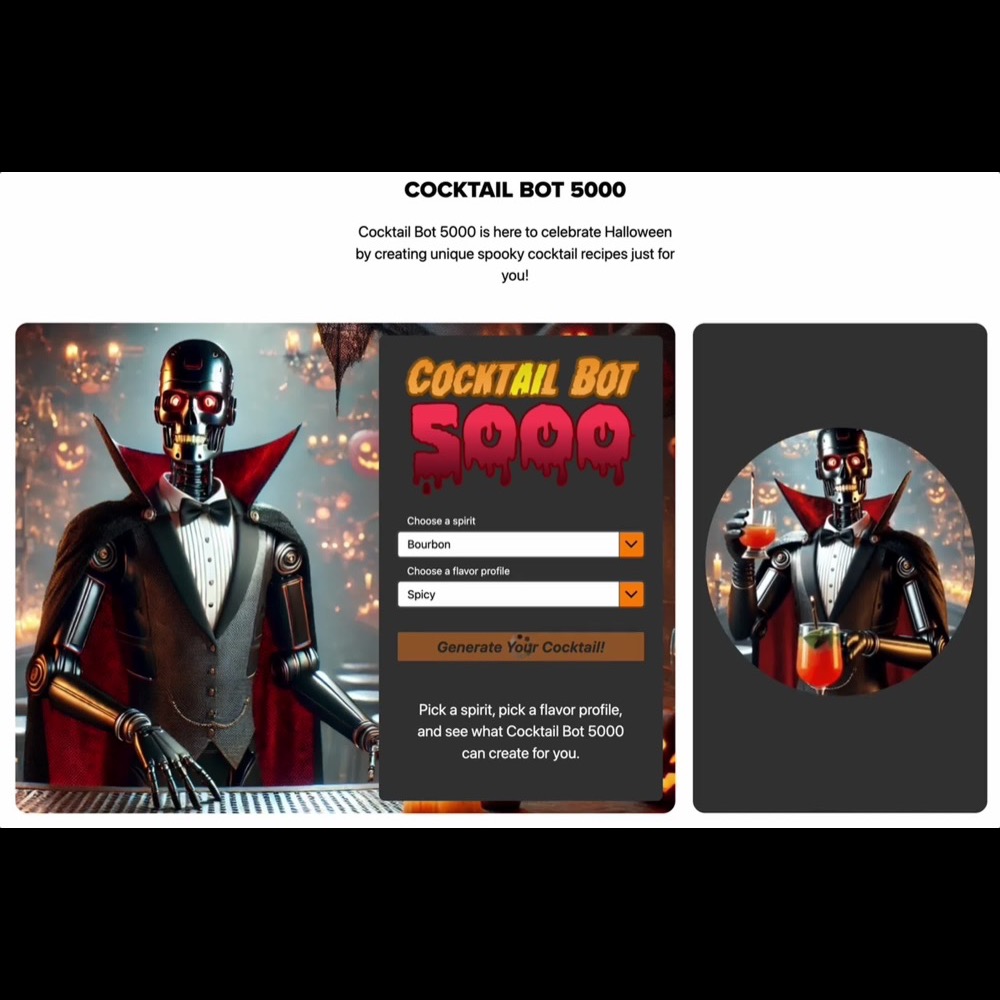 COCKTAIL BOT 5000
Cocktail Bot 5000 is here to celebrate Halloween
by creating unique spooky cocktail recipes just for
you!
COCKTAIL BOT
5000
Choose a spirit
Bourbon
Choose a flavor profile
Spicy
Generate Your Cocktail!
Pick a spirit, pick a flavor profile,
and see what Cocktail Bot 5000
can create for you.